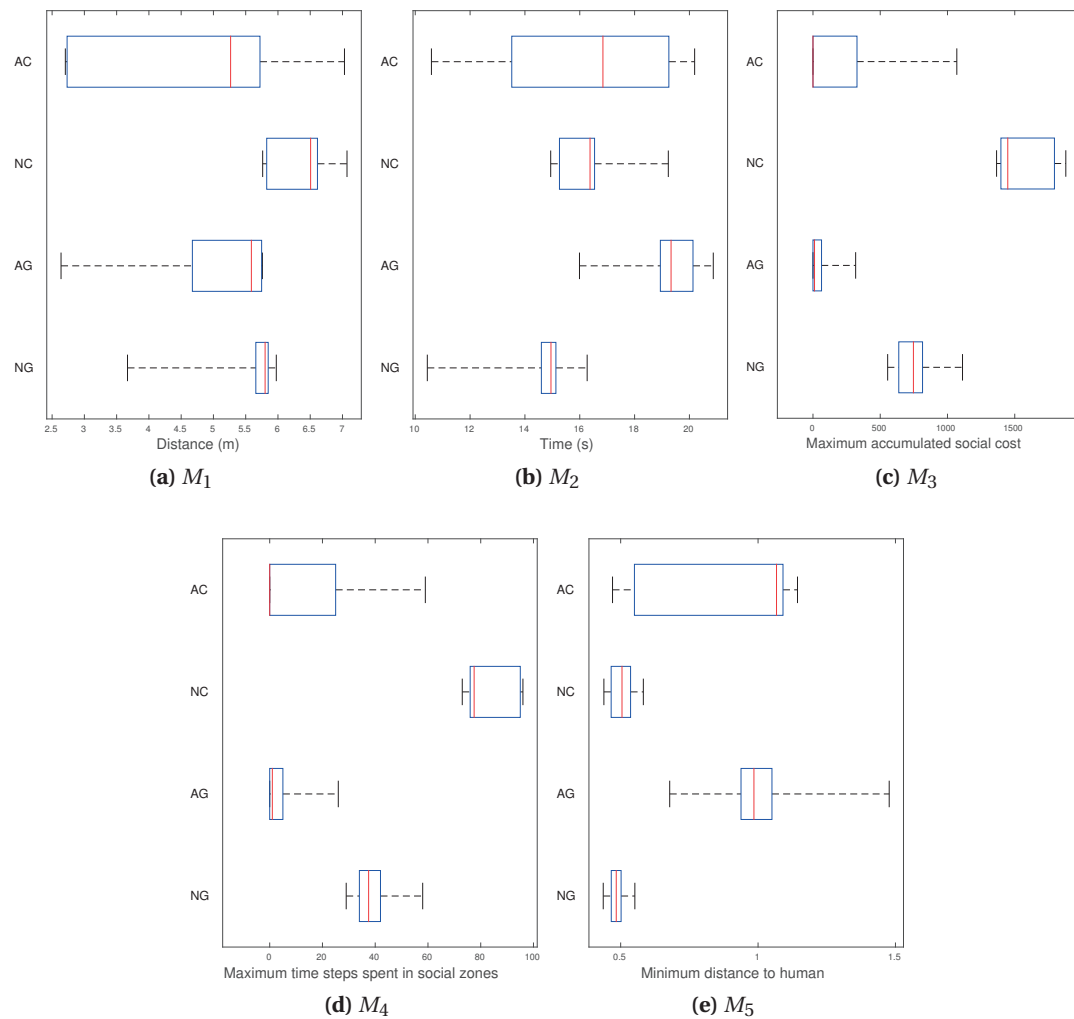 AC
NC
AG
NG
2.5 3 3.5 4 4.5 5 5.5 6 6.5 7
Distance (m)
(a) M1
AC
NC
AG
NG
10 12 14 16 18 20
Time (s)
(b) M2
AC
NC
AG
NG
0 500 1000 1500
Maximum accumulated social cost
(c) M3
AC
NC
AG
NG
0 20 40 60 80 100
Maximum time steps spent in social zones
(d) M4
AC
NC
AG
NG
0.5 1 1.5
Minimum distance to human
(e) M5